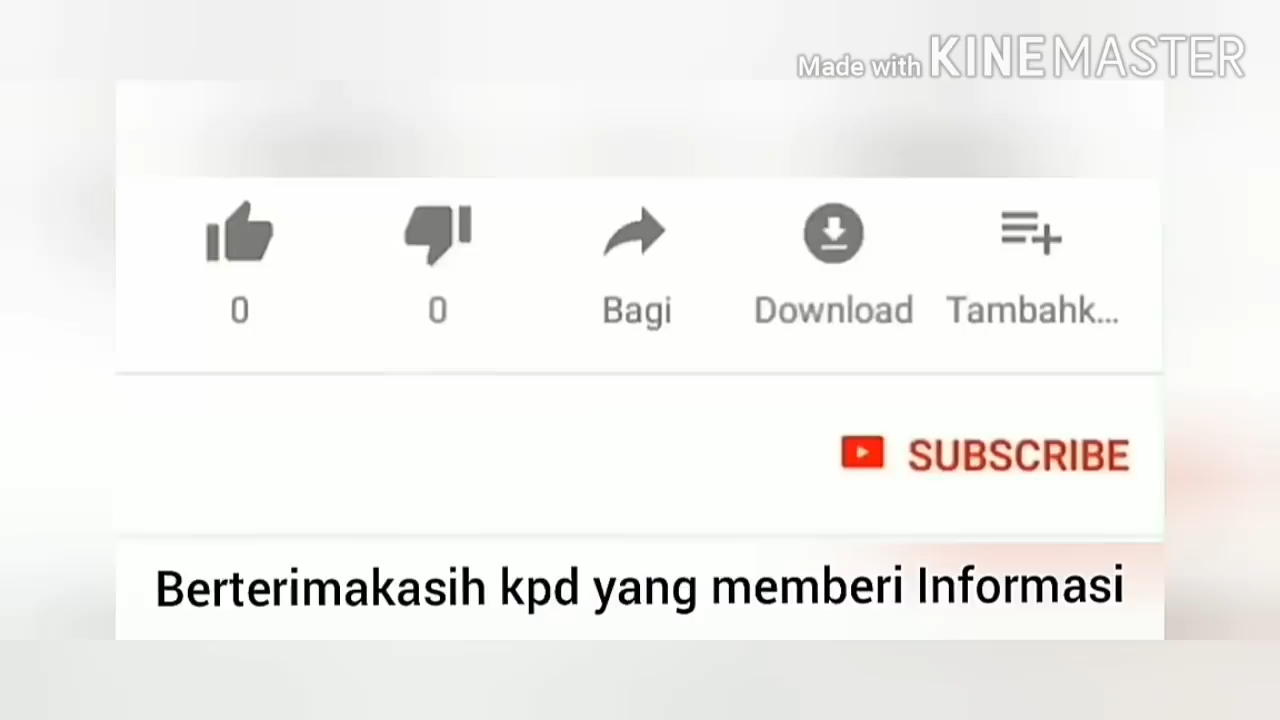 Made with KINEMASTER
0 0 Bagi Download Tambahk...
SUBSCRIBE
Berterimakasih kpd yang memberi Informasi